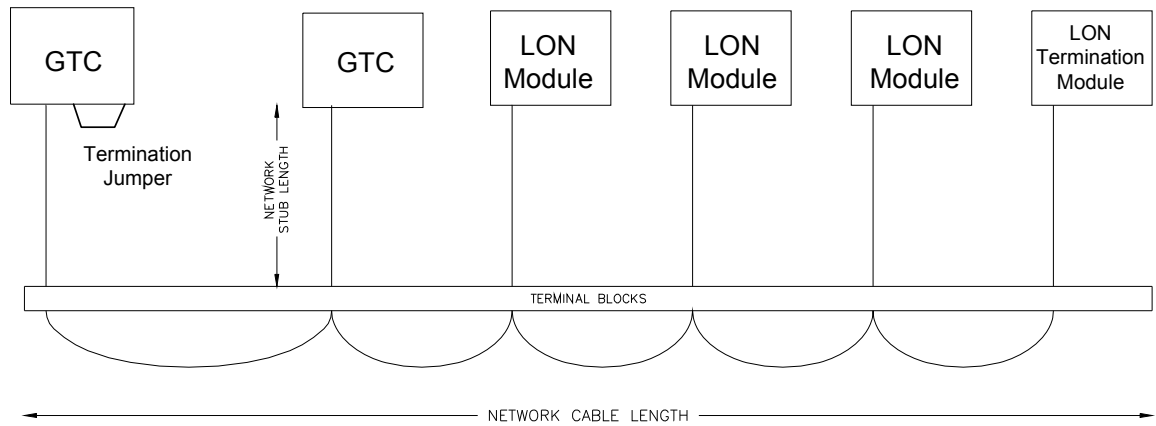 GTC
GTC
LON
Module
LON
Module
LON
Module
LON
Termination
Module
Termination
Jumper
NETWORK
STUB LENGTH
TERMINAL BLOCKS
NETWORK CABLE LENGTH